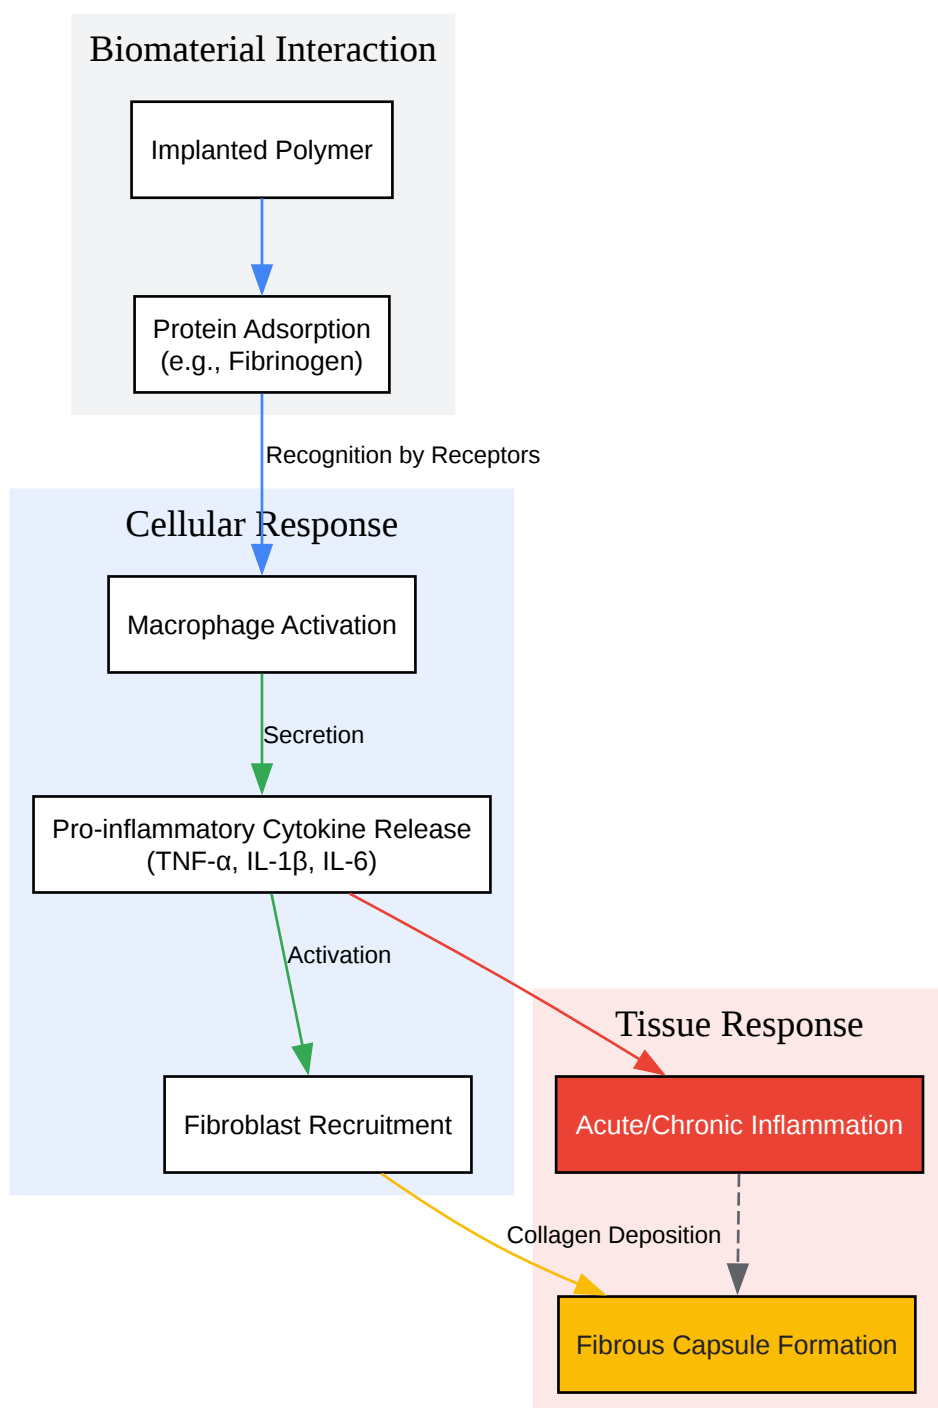 Biomaterial Interaction
Implanted Polymer
Protein Adsorption
(e.g., Fibrinogen)
Recognition by Receptors
Cellular Response
Macrophage Activation
Secretion
Pro-inflammatory Cytokine Release
(TNF-α, IL-1β, IL-6)
Activation
Tissue Response
Fibroblast Recruitment
Acute/Chronic Inflammation
Collagen Deposition
Fibrous Capsule Formation